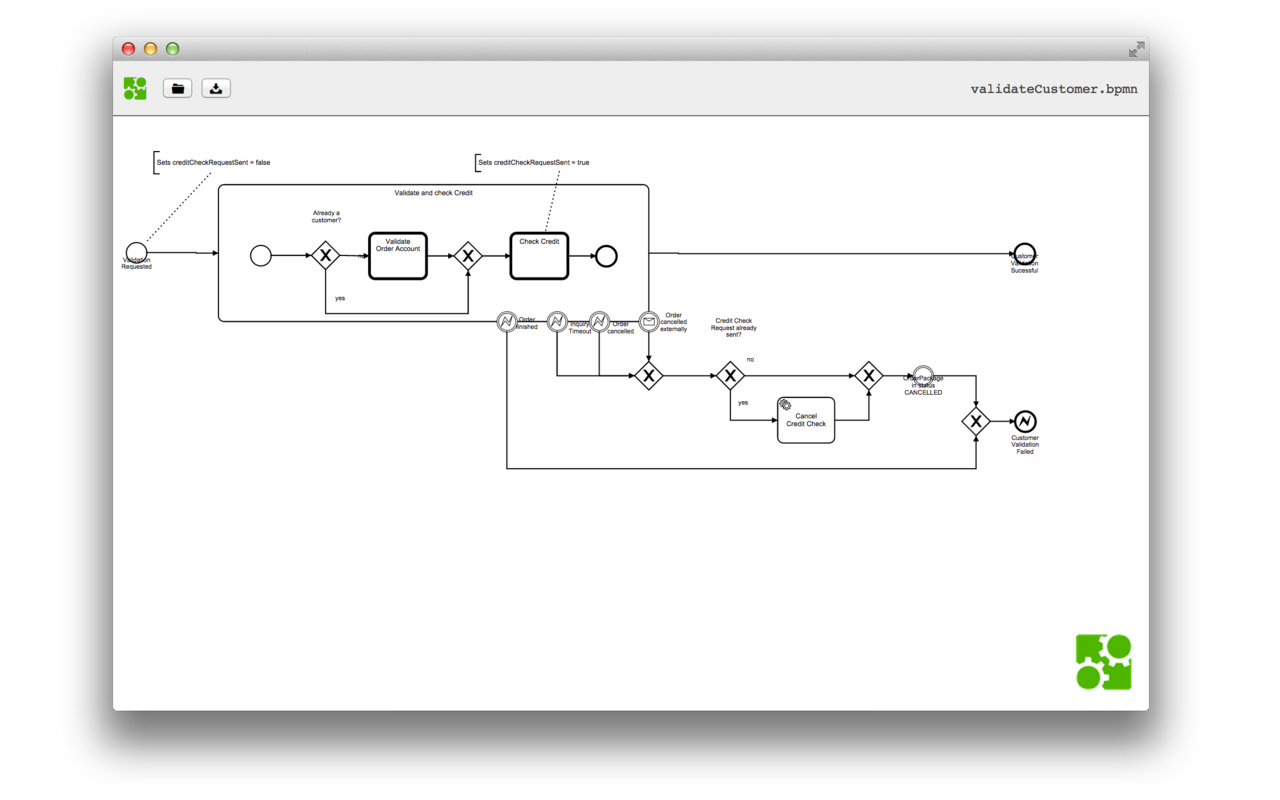 validateCustomer.bpmn
Sets creditCheckRequestSent = false
Sets creditCheckRequestSent = true
Validate and check Credit
Already a
customer?
Validate
Order Account
no
yes
Check Credit
Validation
Requested
Customer
Validation
Sucessful
Order
finished
Inquiry
Timeout
Order
cancelled
Order
cancelled
externally
Credit Check
Request already
sent?
no
yes
Cancel
Credit Check
OrderPackage
in status
CANCELLED
Customer
Validation
Failed